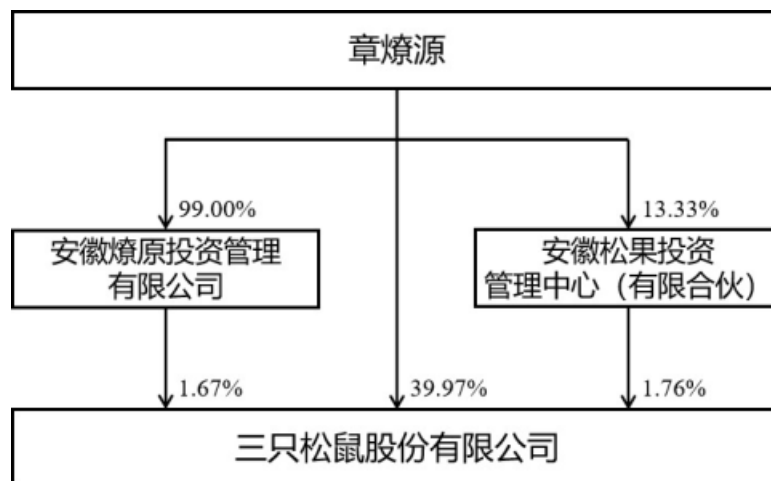 章燎源
99.00%
13.33%
安徽燎原投资管理
有限公司
安徽松果投资
管理中心（有限合伙）
1.67%
39.97%
1.76%
三只松鼠股份有限公司